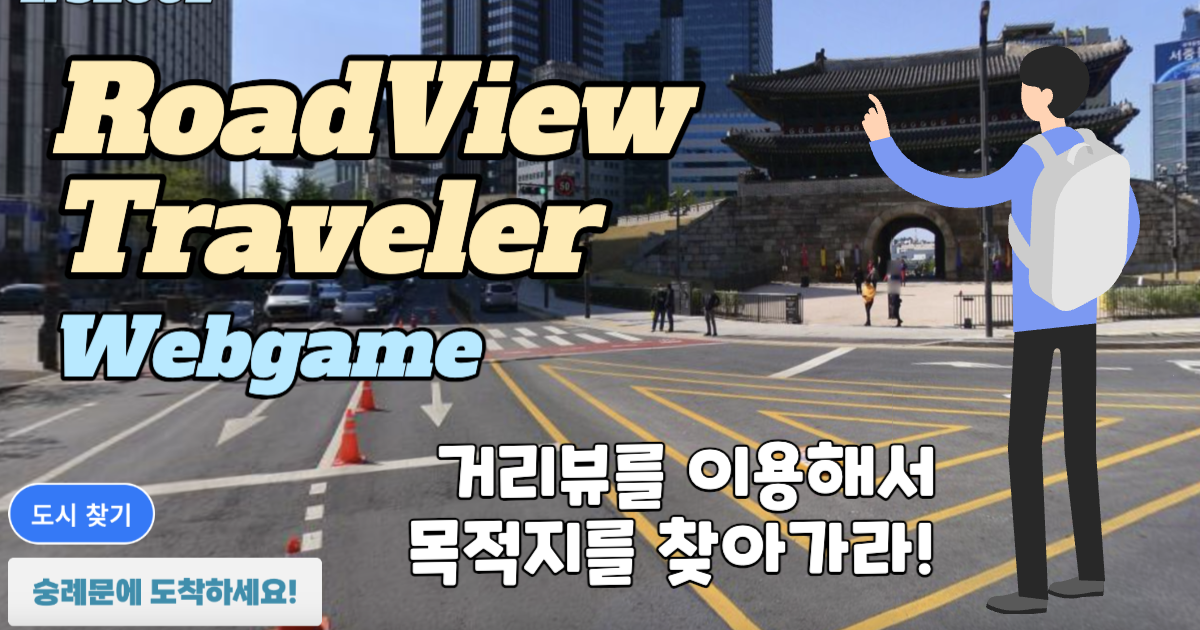 RoadView
Traveler
Webgame
50
거리뷰를 이용해서
목적지를 찾아가라!
도시 찾기
숭례문에 도착하세요!